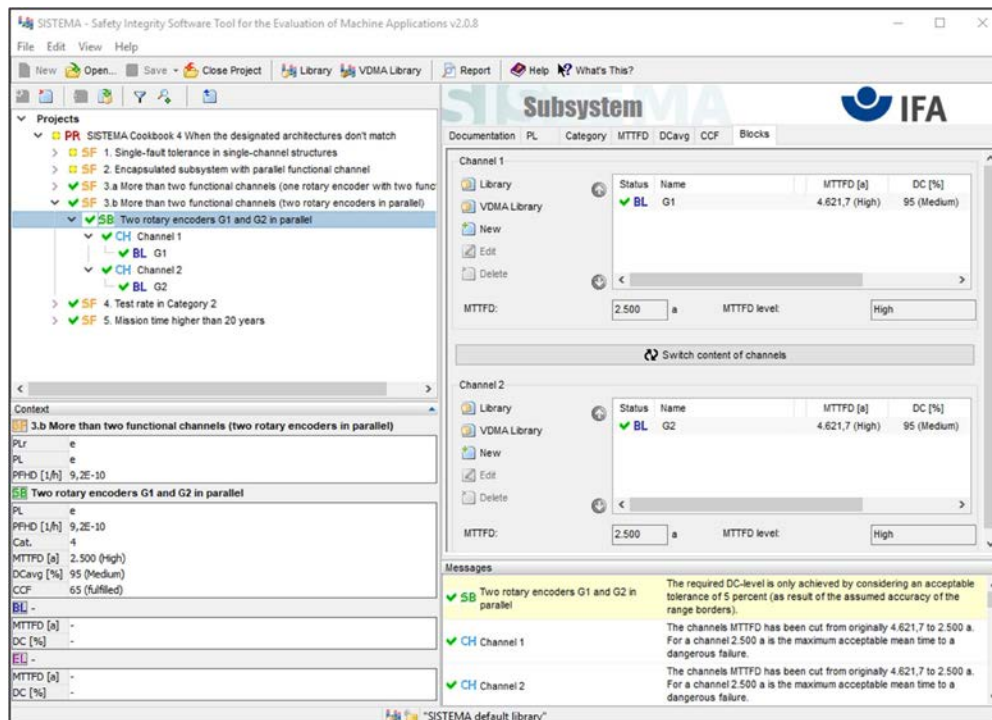 SISTEMA - Safety Integrity Software Tool for the Evaluation of Machine Applications v2.0.8
File Edit View Help
New Open... Save Close Project Library VDMA Library Report Help What's This?
Projects
PR SISTEMA Cookbook 4 When the designated architectures don't match
SF 1. Single-fault tolerance in single-channel structures
SF 2. Encapsulated subsystem with parallel functional channel
SF 3.a More than two functional channels (one rotary encoder with two func
SF 3.b More than two functional channels (two rotary encoders in parallel)
SB Two rotary encoders G1 and G2 in parallel
CH Channel 1
BL G1
CH Channel 2
BL G2
SF 4. Test rate in Category 2
SF 5. Mission time higher than 20 years
Context
SF 3.b More than two functional channels (two rotary encoders in parallel)
PLr e
PL e
PFHD [1/h] 9,2E-10
SB Two rotary encoders G1 and G2 in parallel
PL e
PFHD [1/h] 9,2E-10
Cat. 4
MTTFD [a] 2.500 (High)
DCavg [%] 95 (Medium)
CCF 65 (fulfilled)
BL -
MTTFD [a] -
DC [%] -
EL -
MTTFD [a] -
DC [%] -
SISTEMA
Subsystem
IFA
Documentation PL Category MTTFD DCavg CCF Blocks
Channel 1
Library
VDMA Library
New
Edit
Delete
Status Name MTTFD [a] DC [%]
BL G1 4.621,7 (High) 95 (Medium)
MTTFD: 2.500 a MTTFD level: High
Switch content of channels
Channel 2
Library
VDMA Library
New
Edit
Delete
Status Name MTTFD [a] DC [%]
BL G2 4.621,7 (High) 95 (Medium)
MTTFD: 2.500 a MTTFD level: High
Messages
SB Two rotary encoders G1 and G2 in parallel
The required DC-level is only achieved by considering an acceptable
tolerance of 5 percent (as result of the assumed accuracy of the
range borders).
CH Channel 1
The channels MTTFD has been cut from originally 4.621,7 to 2.500 a.
For a channel 2.500 a is the maximum acceptable mean time to a
dangerous failure.
CH Channel 2
The channels MTTFD has been cut from originally 4.621,7 to 2.500 a.
For a channel 2.500 a is the maximum acceptable mean time to a
dangerous failure.
"SISTEMA default library"